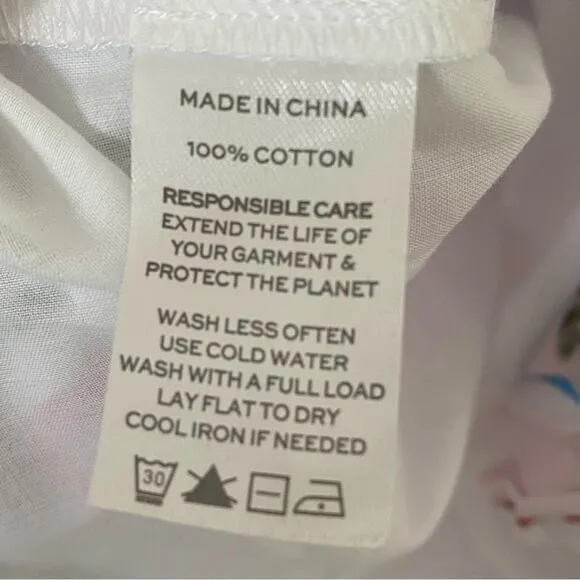 MADE IN CHINA
100% COTTON
RESPONSIBLE CARE
EXTEND THE LIFE OF
YOUR GARMENT &
PROTECT THE PLANET
WASH LESS OFTEN
USE COLD WATER
WASH WITH A FULL LOAD
LAY FLAT TO DRY
COOL IRON IF NEEDED
30